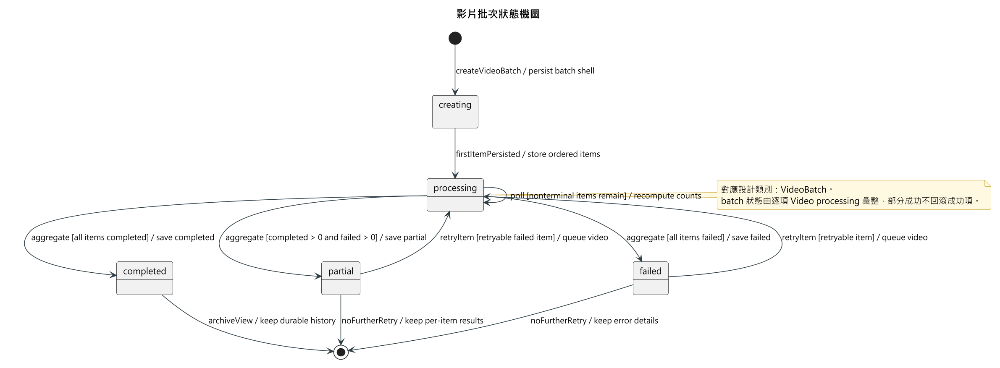 影片批次狀態機圖
createVideoBatch / persist batch shell
creating
firstItemPersisted / store ordered items
processing
poll [nonterminal items remain] / recompute counts
對應設計類別：VideoBatch。
batch 狀態由逐項 Video processing 彙整，部分成功不回滾成功項。
aggregate [all items completed] / save completed
aggregate [completed > 0 and failed > 0] / save partial
retryItem [retryable failed item] / queue video
aggregate [all items failed] / save failed
retryItem [retryable item] / queue video
completed
partial
failed
archiveView / keep durable history
noFurtherRetry / keep per-item results
noFurtherRetry / keep error details